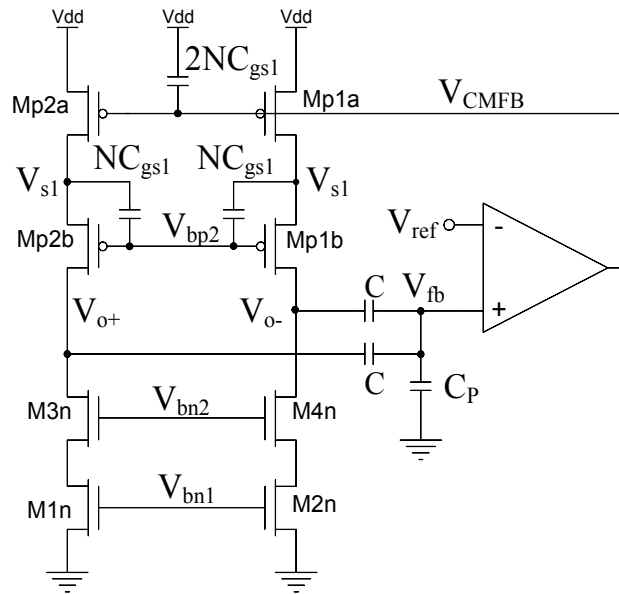 Vdd Vdd Vdd
2NCgs1
Mp2a Mp1a VCMFB
NCgs1 NCgs1
Vs1 Vs1
Mp2b Vbp2 Mp1b Vref -
Vo+ Vo- C Vfb +
C CP
M3n Vbn2 M4n
M1n Vbn1 M2n